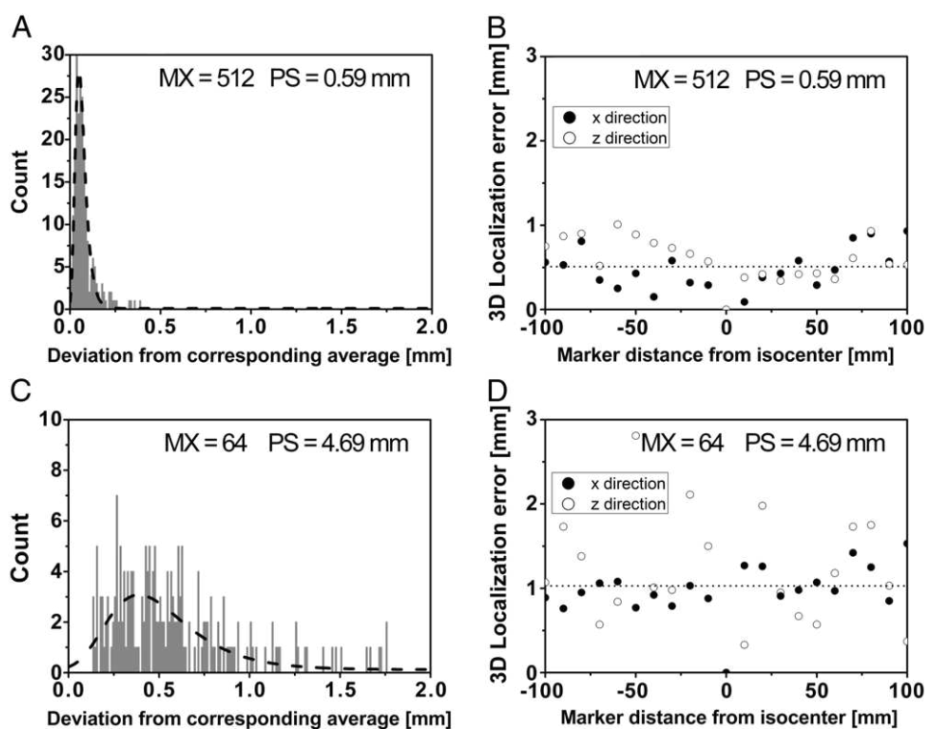 A
30
25
20
15
10
5
0
Count
MX = 512 PS = 0.59 mm
0.0 0.5 1.0 1.5 2.0
Deviation from corresponding average [mm]
B
3
2
1
0
3D Localization error [mm]
MX = 512 PS = 0.59 mm
x direction
z direction
-100 -50 0 50 100
Marker distance from isocenter [mm]
C
10
8
6
4
2
0
Count
MX = 64 PS = 4.69 mm
0.0 0.5 1.0 1.5 2.0
Deviation from corresponding average [mm]
D
3
2
1
0
3D Localization error [mm]
MX = 64 PS = 4.69 mm
x direction
z direction
-100 -50 0 50 100
Marker distance from isocenter [mm]